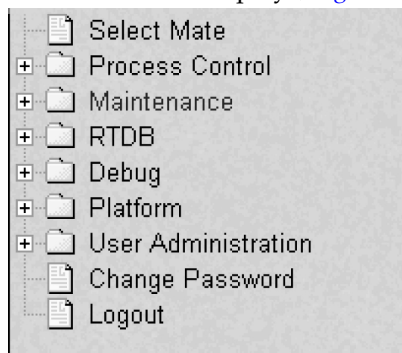 Select Mate
Process Control
Maintenance
RTDB
Debug
Platform
User Administration
Change Password
Logout